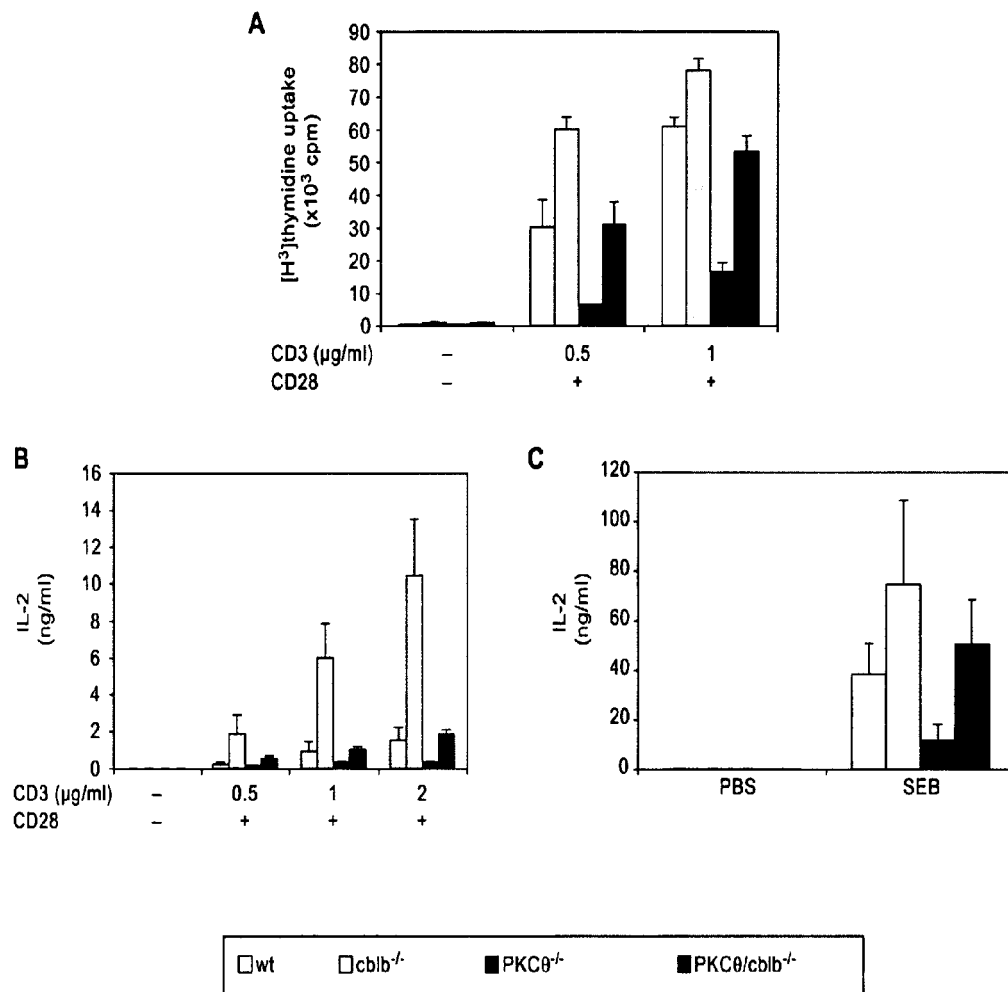 A
[H³]thymidine uptake
(x10³ cpm)
90
80
70
60
50
40
30
20
10
0
CD3 (µg/ml) – 0.5 1
CD28 – + +
B
IL-2
(ng/ml)
16
14
12
10
8
6
4
2
0
CD3 (µg/ml) – 0.5 1 2
CD28 – + + +
C
IL-2
(ng/ml)
120
100
80
60
40
20
0
PBS SEB
wt cblb-/- PKCθ-/- PKCθ/cblb-/-